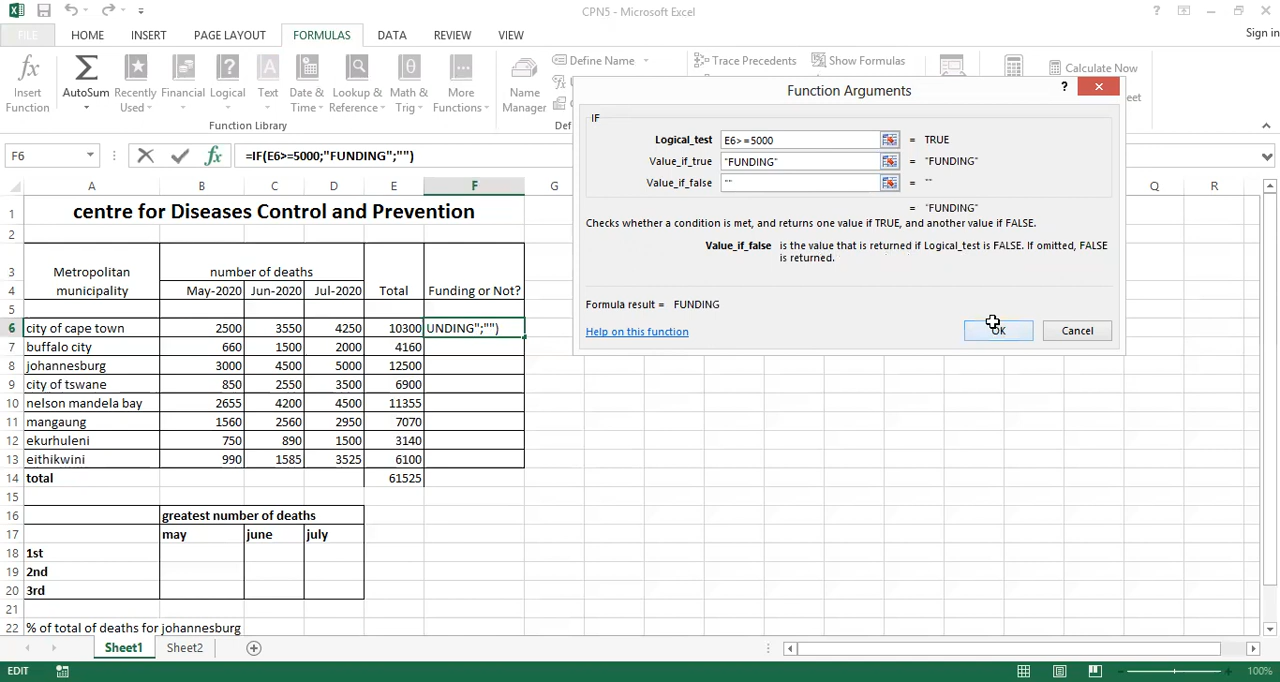 CPN5 - Microsoft Excel
? 
Sign in
FILE HOME INSERT PAGE LAYOUT FORMULAS DATA REVIEW VIEW
fx Insert Function
Σ AutoSum
Recently Used
Financial
Logical
Text
Date & Time
Lookup & Reference
Math & Trig
More Functions
Function Library
Name Manager
Define Name
Trace Precedents
Show Formulas
Calculate Now
F6 fx =IF(E6>=5000;"FUNDING";"")
A B C D E F G Q R
1 centre for Diseases Control and Prevention
2
3 Metropolitan number of deaths
4 municipality May-2020 Jun-2020 Jul-2020 Total Funding or Not?
5
6 city of cape town 2500 3550 4250 10300 UNDING";"")
7 buffalo city 660 1500 2000 4160
8 johannesburg 3000 4500 5000 12500
9 city of tswane 850 2550 3500 6900
10 nelson mandela bay 2655 4200 4500 11355
11 mangaung 1560 2560 2950 7070
12 ekurhuleni 750 890 1500 3140
13 eithikwini 990 1585 3525 6100
14 total 61525
15
16 greatest number of deaths
17 may june july
18 1st
19 2nd
20 3rd
21
22 % of total of deaths for johannesburg
Function Arguments
?
IF
Logical_test E6>=5000 = TRUE
Value_if_true "FUNDING" = "FUNDING"
Value_if_false "" = ""
= "FUNDING"
Checks whether a condition is met, and returns one value if TRUE, and another value if FALSE.
Value_if_false is the value that is returned if Logical_test is FALSE. If omitted, FALSE
is returned.
Formula result = FUNDING
Help on this function
OK Cancel
Sheet1 Sheet2
EDIT
100%